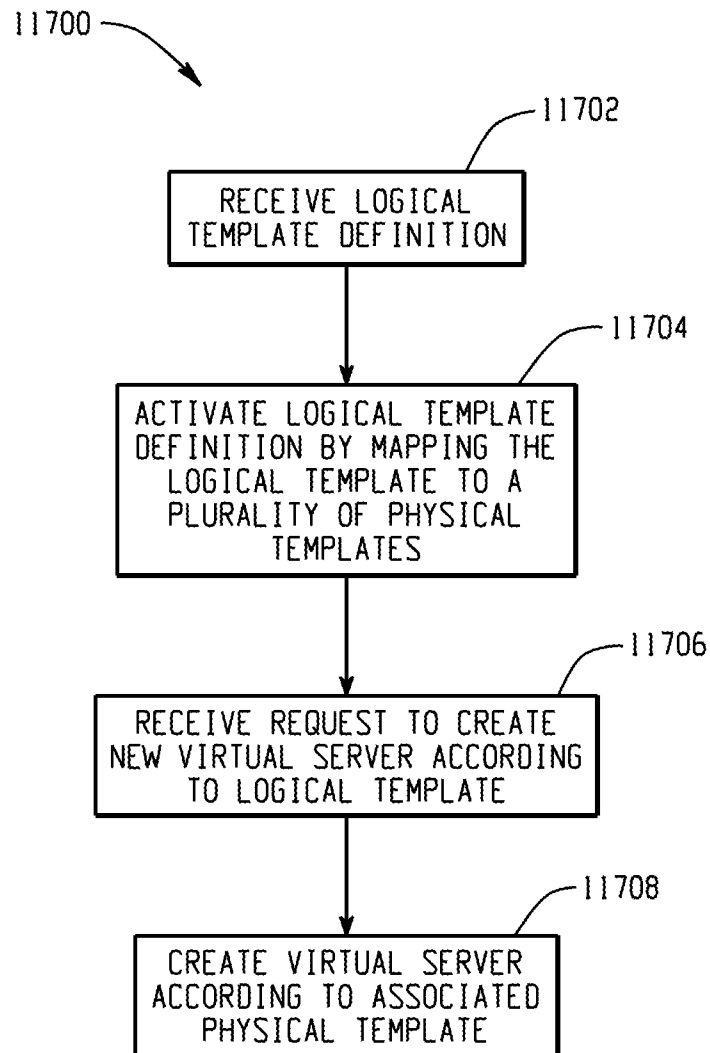 11700
11702
RECEIVE LOGICAL
TEMPLATE DEFINITION
11704
ACTIVATE LOGICAL TEMPLATE
DEFINITION BY MAPPING THE
LOGICAL TEMPLATE TO A
PLURALITY OF PHYSICAL
TEMPLATES
11706
RECEIVE REQUEST TO CREATE
NEW VIRTUAL SERVER ACCORDING
TO LOGICAL TEMPLATE
11708
CREATE VIRTUAL SERVER
ACCORDING TO ASSOCIATED
PHYSICAL TEMPLATE